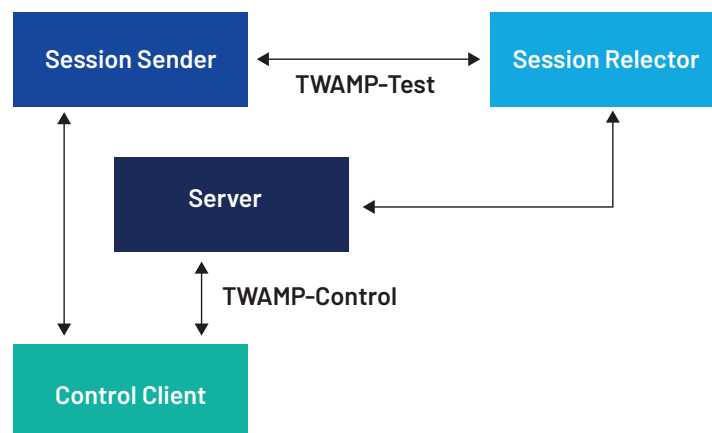 Session Sender
Session Relector
TWAMP-Test
Server
TWAMP-Control
Control Client